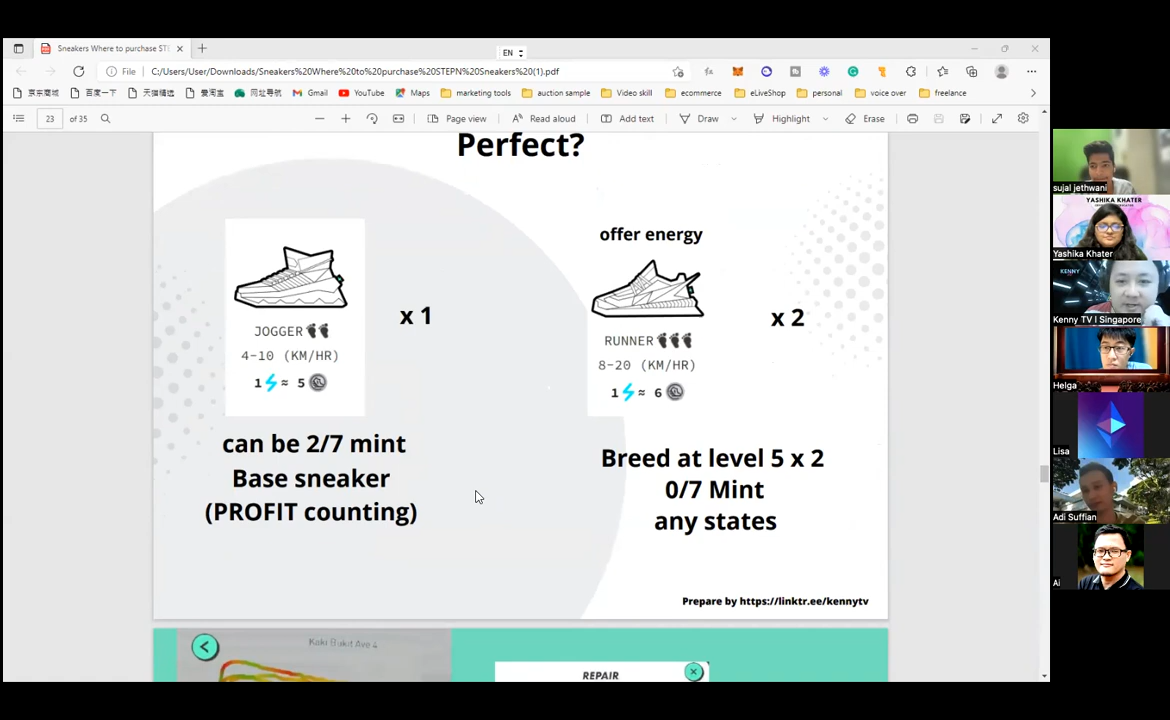 Sneakers Where to purchase STE
EN
File
C:/Users/User/Downloads/Sneakers%20Where%20to%20purchase%20STEPN%20Sneakers%20(1).pdf
京东商城
百度一下
天猫精选
爱淘宝
网址导航
Gmail
YouTube
Maps
marketing tools
auction sample
Video skill
ecommerce
eLiveShop
personal
voice over
freelance
23 of 35
Page view
Read aloud
Add text
Draw
Highlight
Erase
Perfect?
offer energy
x 1
x 2
JOGGER
4-10 (KM/HR)
1 ≈ 5
RUNNER
8-20 (KM/HR)
1 ≈ 6
can be 2/7 mint
Base sneaker
(PROFIT counting)
Breed at level 5 x 2
0/7 Mint
any states
Prepare by https://linktr.ee/kennytv
Kaki Bukit Ave 4
REPAIR
sujal jethwani
YASHIKA KHATER
Yashika Khater
KENNY
Kenny TV I Singapore
Helga
Lisa
Adi Suffian
Ai